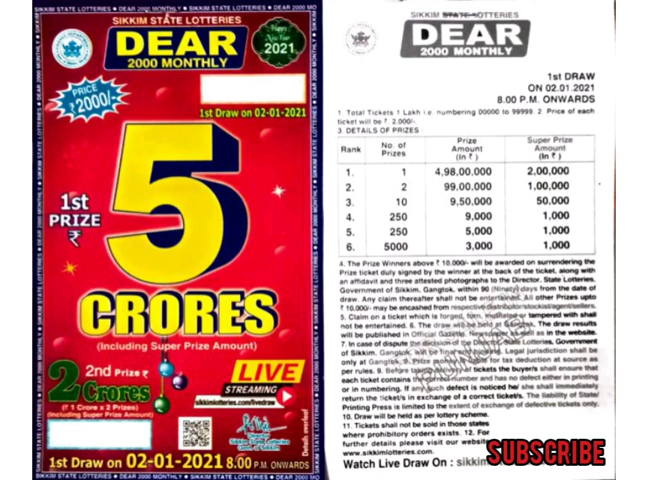 SIKKIM STATE LOTTERIES
DEAR
2000 MONTHLY
Happy
New Year
2021
PRICE
₹2000/-
1st Draw on 02-01-2021
1st
PRIZE
₹
5
CRORES
(Including Super Prize Amount)
2nd Prize ₹
2 Crores
(₹ 1 Crore x 2 Prizes)
(Including Super Prize Amount)
LIVE
STREAMING
sikkimlotteries.com/livedraw
Sikkim State Lotteries
Govt. of Sikkim
Details overleaf
1st Draw on 02-01-2021 8.00 P.M. ONWARDS
SIKKIM STATE LOTTERIES
DEAR
2000 MONTHLY
1st DRAW
ON 02.01.2021
8.00 P.M. ONWARDS
1. Total Tickets 1 Lakh i.e. numbering 00000 to 99999. 2. Price of each
ticket will be ₹ 2,000/-
3. DETAILS OF PRIZES
Rank No. of Prizes Prize Amount (In ₹) Super Prize Amount (In ₹)
1. 1 4,98,00,000 2,00,000
2. 2 99,00,000 1,00,000
3. 10 9,50,000 50,000
4. 250 9,000 1,000
5. 250 5,000 1,000
6. 5000 3,000 1,000
4. The Prize Winners above ₹ 10,000/- will be awarded on surrendering the
Prize ticket duly signed by the winner at the back of the ticket, along with
an affidavit and three attested photographs to the Director, State Lotteries,
Government of Sikkim, Gangtok, within 90 (Ninety) days from the date of
draw. Any claim thereafter shall not be entertained. All other Prizes upto
₹ 10,000/- may be encashed from respective distributor/stockist/agent/sellers.
5. Claim on a ticket which is forged, torn, mutilated or tampered with shall
not be entertained. 6. The draw will be held at Gangtok. The draw results
will be published in Official Gazette, Newspaper as well as in the website.
7. In case of dispute the decision of the State Lotteries, Government
of Sikkim, Gangtok, will be final. Legal jurisdiction shall be
only at Gangtok. 8. Prize for tax deduction at source as
per rules. 9. Before taking of tickets the buyers shall ensure that
each ticket contains the correct number and has no defect either in printing
or in numbering. If any such defect is noticed he/ she shall immediately
return the ticket/s in exchange of a correct ticket/s. The liability of State/
Printing Press is limited to the extent of exchange of defective tickets only.
10. Draw will be held as per lottery scheme.
11. Tickets shall not be sold in those states
where prohibitory orders exists. 12. For
further details please visit our website
www.sikkimlotteries.com
Watch Live Draw On : sikkim
SUBSCRIBE